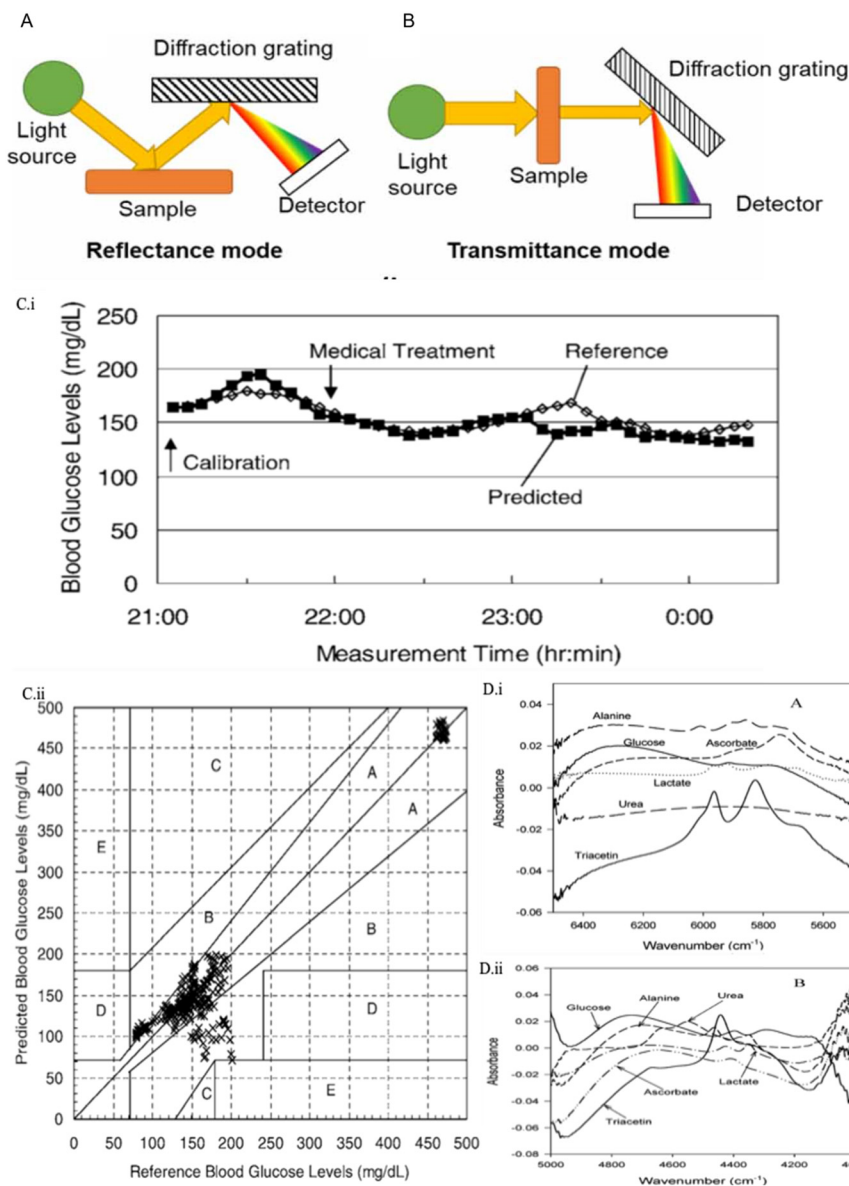 A
B
Diffraction grating
Light
source
Sample
Detector
Reflectance mode
Diffraction grating
Light
source
Sample
Detector
Transmittance mode
C.i
Blood Glucose Levels (mg/dL)
250
200
150
100
50
0
Medical Treatment
Reference
Calibration
Predicted
21:00 22:00 23:00 0:00
Measurement Time (hr:min)
C.ii
Predicted Blood Glucose Levels (mg/dL)
500
450
400
350
300
250
200
150
100
50
0
C
A
A
E
B
B
D
D
C
E
0 50 100 150 200 250 300 350 400 450 500
Reference Blood Glucose Levels (mg/dL)
D.i
A
Absorbance
0.04
0.02
0.00
-0.02
-0.04
-0.06
Alanine
Glucose
Ascorbate
Lactate
Urea
Triacetin
6400 6200 6000 5800 5600
Wavenumber (cm-1)
D.ii
B
Absorbance
0.06
0.04
0.02
0.00
-0.02
-0.04
-0.06
-0.08
Glucose
Alanine
Urea
Lactate
Ascorbate
Triacetin
5000 4800 4600 4400 4200
Wavenumber (cm-1)